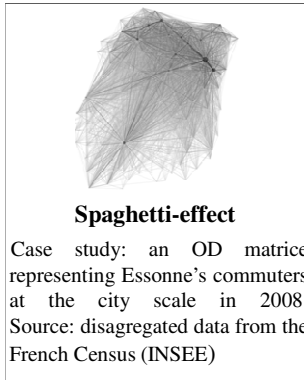 Spaghetti-effect
Case study: an OD matrice
representing Essonne's commuters
at the city scale in 2008
Source: disagregated data from the
French Census (INSEE)